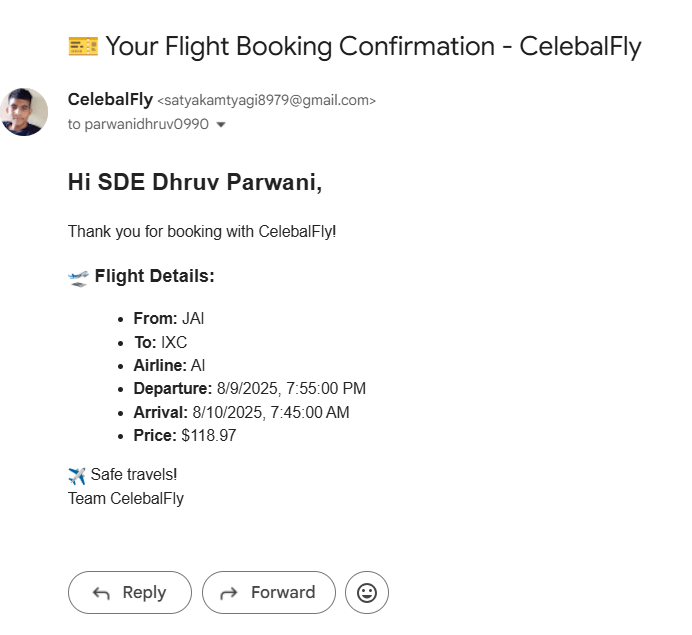 🎫 Your Flight Booking Confirmation - CelebalFly
CelebalFly <satyakamtyagi8979@gmail.com>
to parwanidhruv0990
Hi SDE Dhruv Parwani,
Thank you for booking with CelebalFly!
🛫 Flight Details:
• From: JAI
• To: IXC
• Airline: AI
• Departure: 8/9/2025, 7:55:00 PM
• Arrival: 8/10/2025, 7:45:00 AM
• Price: $118.97
✈️ Safe travels!
Team CelebalFly
Reply
Forward